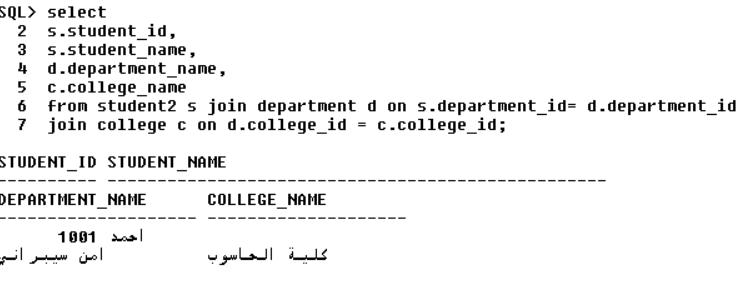 SQL> select
2 s.student_id,
3 s.student_name,
4 d.department_name,
5 c.college_name
6 from student2 s join department d on s.department_id= d.department_id
7 join college c on d.college_id = c.college_id;
STUDENT_ID STUDENT_NAME
---------- --------------------------------------------------
DEPARTMENT_NAME COLLEGE_NAME
-------------------- --------------------
1001 احمد
امن سيبراني كلية الحاسوب